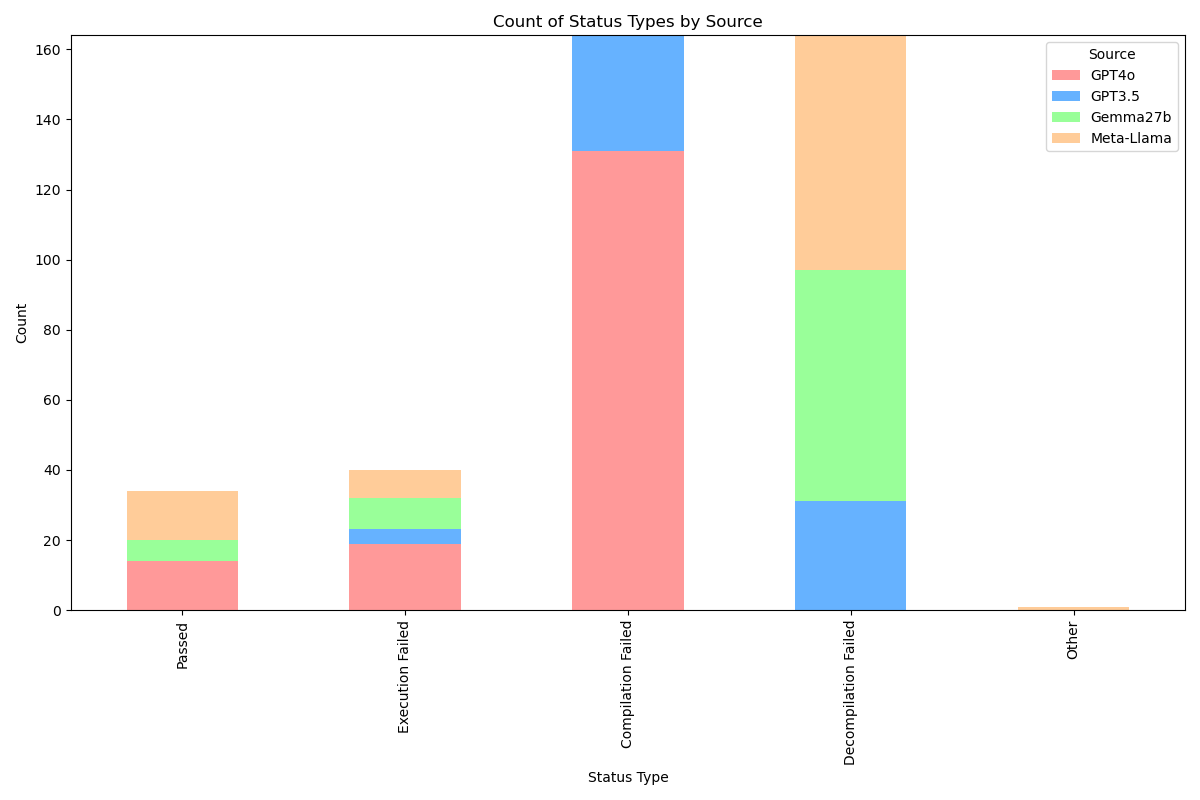 Count of Status Types by Source
160
140
120
100
80
60
40
20
0
Count
Source
GPT4o
GPT3.5
Gemma27b
Meta-Llama
Passed
Execution Failed
Compilation Failed
Decompilation Failed
Other
Status Type